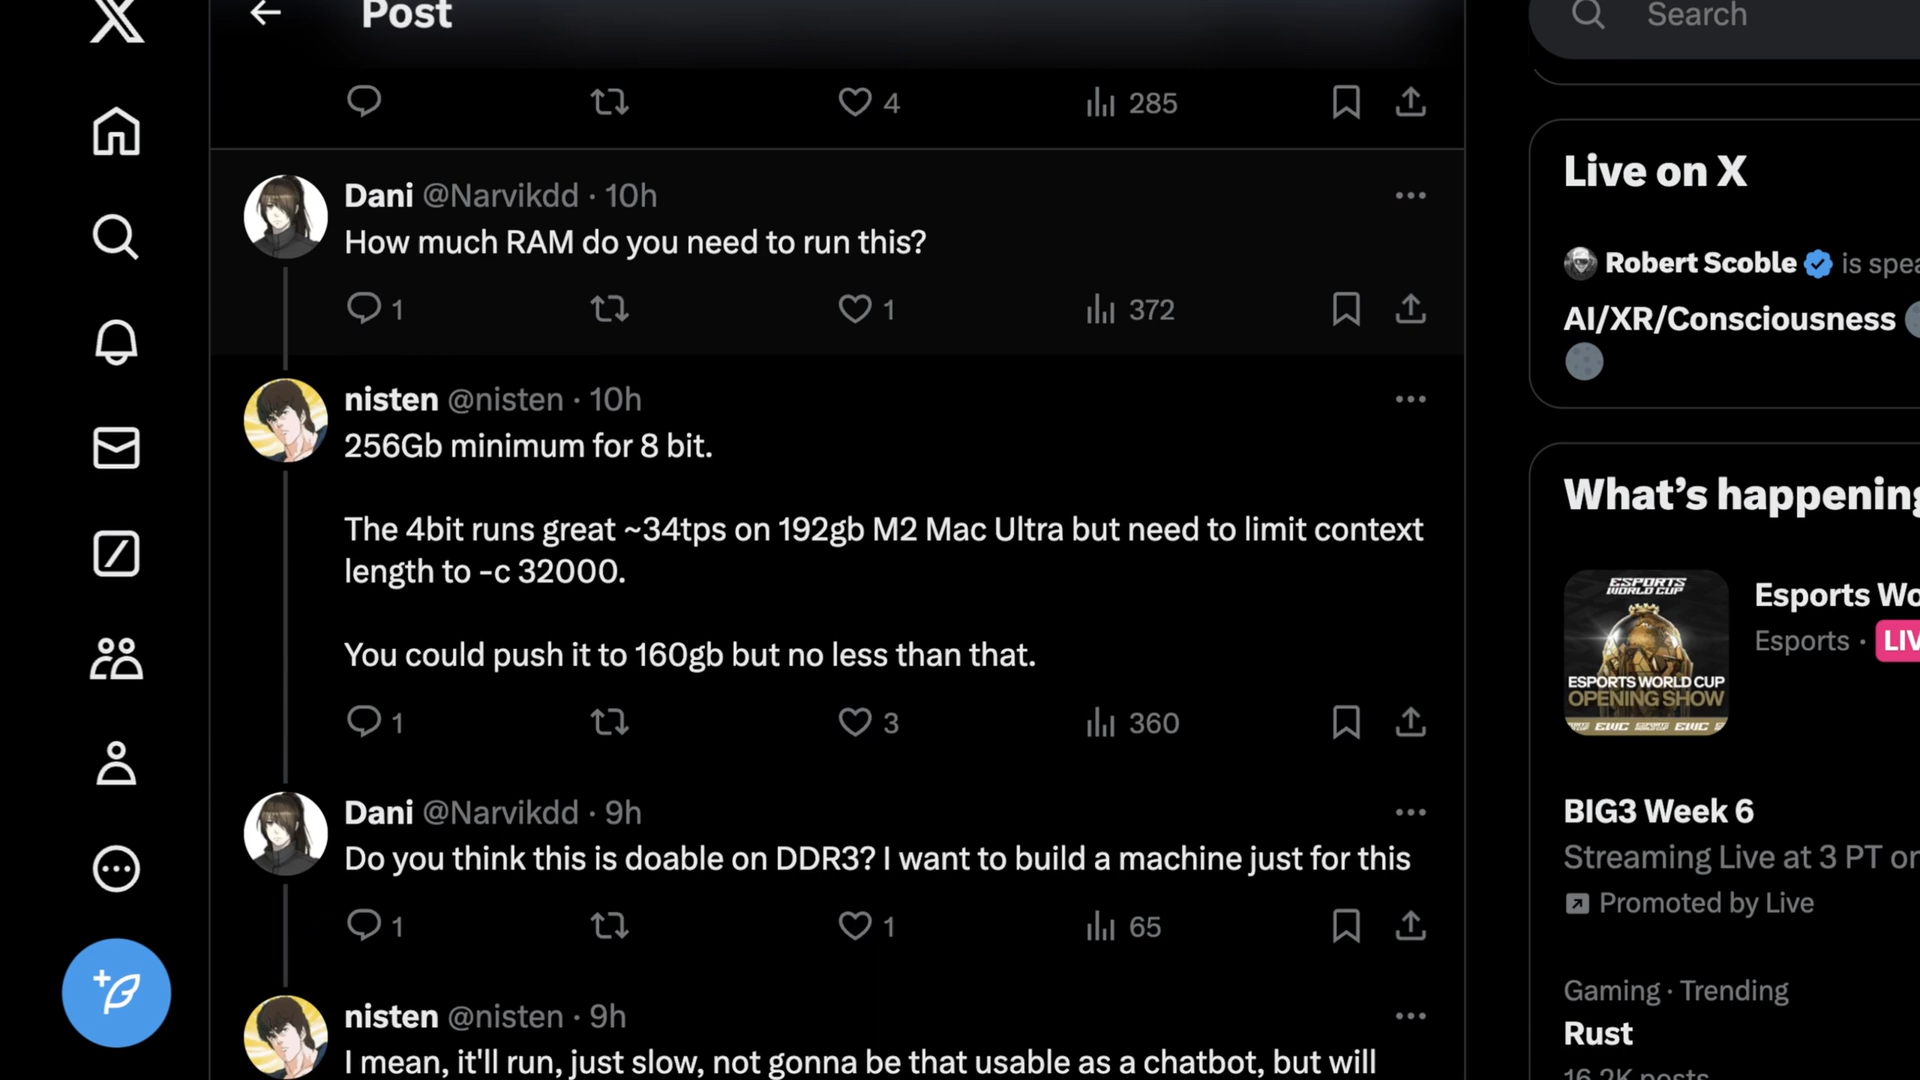 Post
Search
4
285
Dani @Narvikdd · 10h
How much RAM do you need to run this?
1
1
372
nisten @nisten · 10h
256Gb minimum for 8 bit.
The 4bit runs great ~34tps on 192gb M2 Mac Ultra but need to limit context
length to -c 32000.
You could push it to 160gb but no less than that.
1
3
360
Dani @Narvikdd · 9h
Do you think this is doable on DDR3? I want to build a machine just for this
1
1
65
nisten @nisten · 9h
I mean, it'll run, just slow, not gonna be that usable as a chatbot, but will
Live on X
Robert Scoble is spea
AI/XR/Consciousness
What's happening
ESPORTS
WORLD CUP
ESPORTS WORLD CUP
OPENING SHOW
EWC EWC
Esports Wo
Esports · LIV
BIG3 Week 6
Streaming Live at 3 PT on
Promoted by Live
Gaming · Trending
Rust
16.2K posts